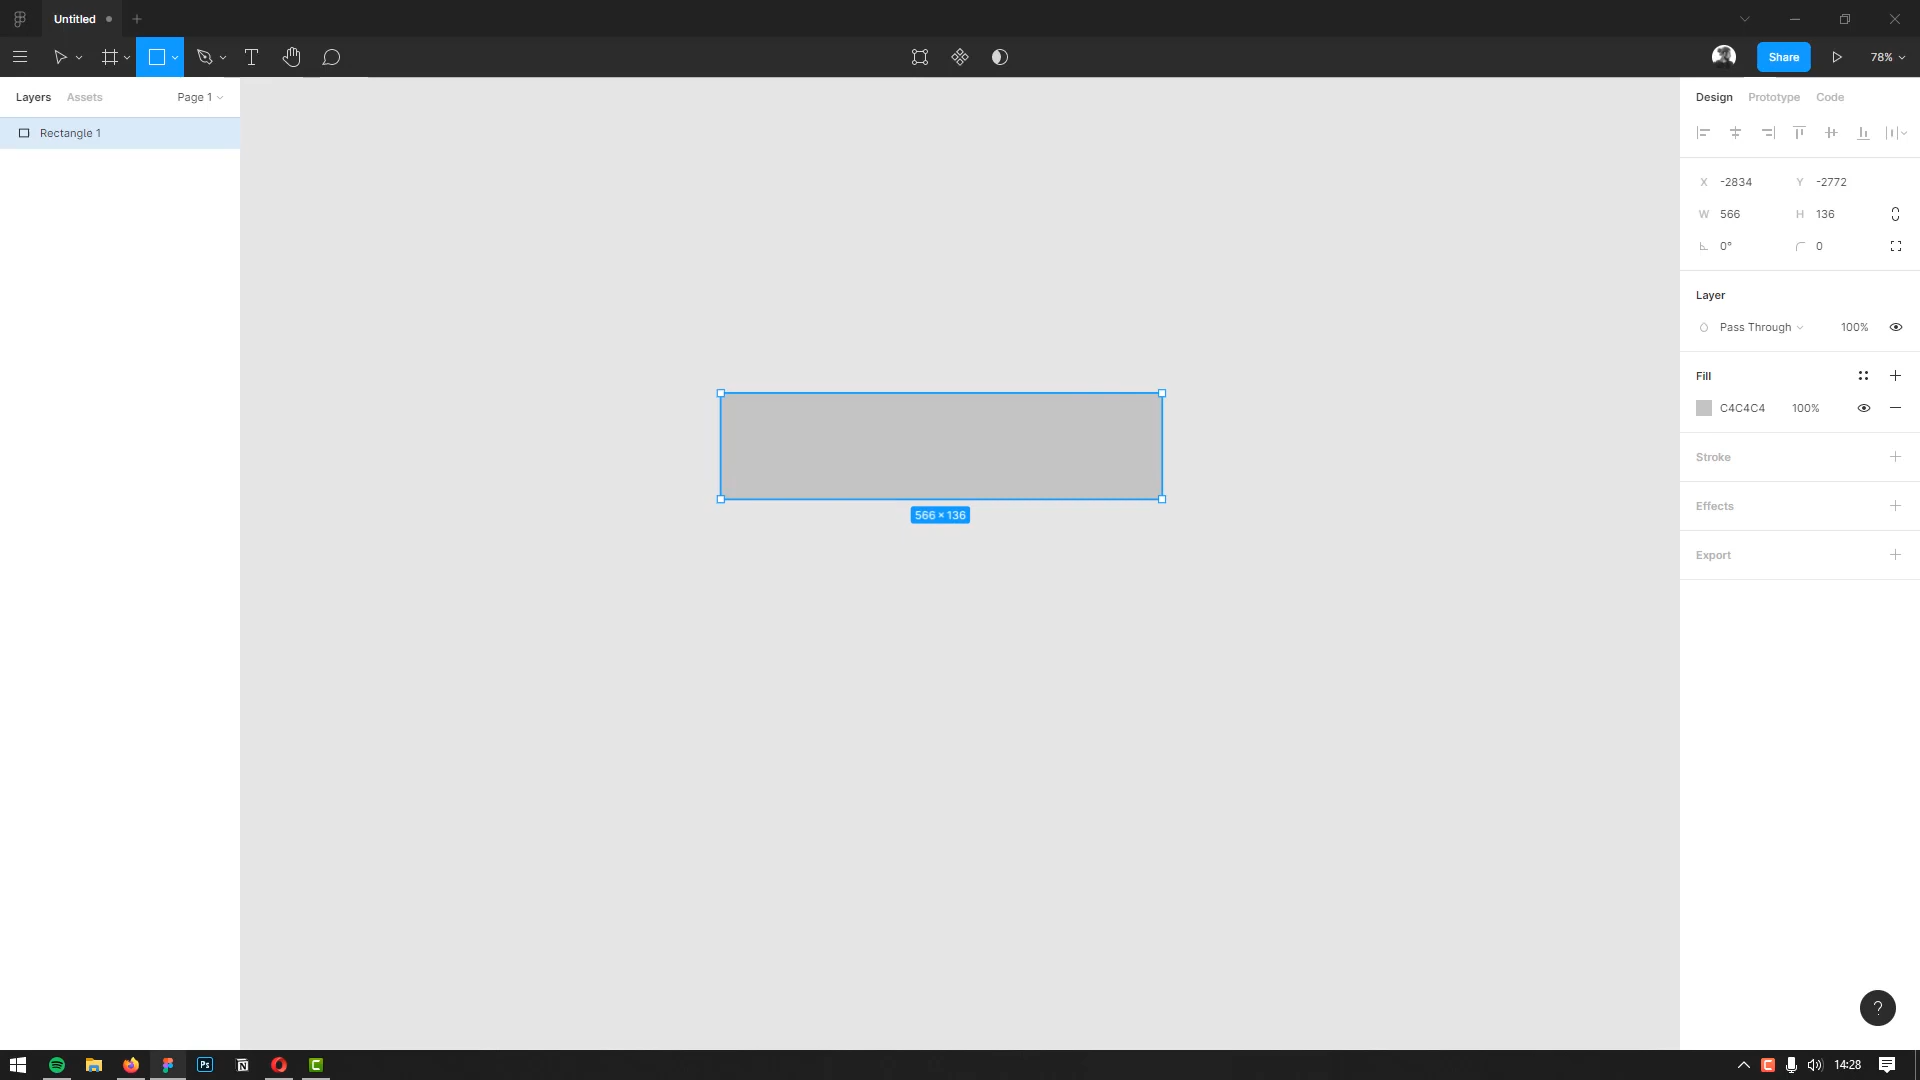 Untitled
Share
78%
Layers
Assets
Page 1
Design
Prototype
Code
Rectangle 1
X -2834
Y -2772
W 566
H 136
0°
0
Layer
Pass Through
100%
Fill
C4C4C4
100%
Stroke
Effects
Export
566 × 136
?
Ps
N
C
C
14:28